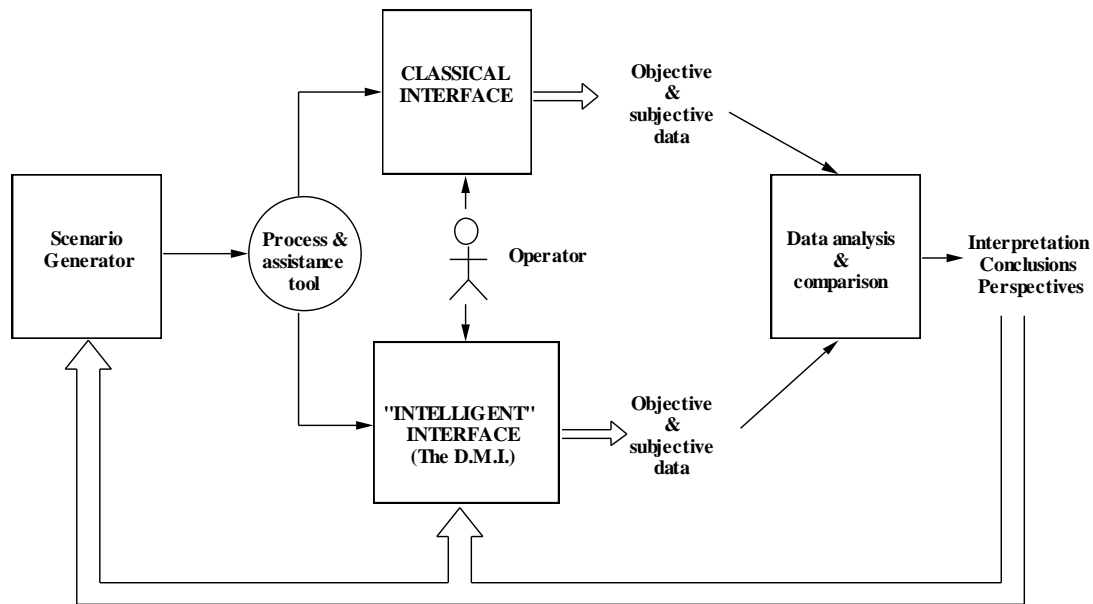 CLASSICAL
INTERFACE
Objective
&
subjective
data
Scenario
Generator
Process &
assistance
tool
Operator
Data analysis
&
comparison
Interpretation
Conclusions
Perspectives
"INTELLIGENT"
INTERFACE
(The D.M.I.)
Objective
&
subjective
data